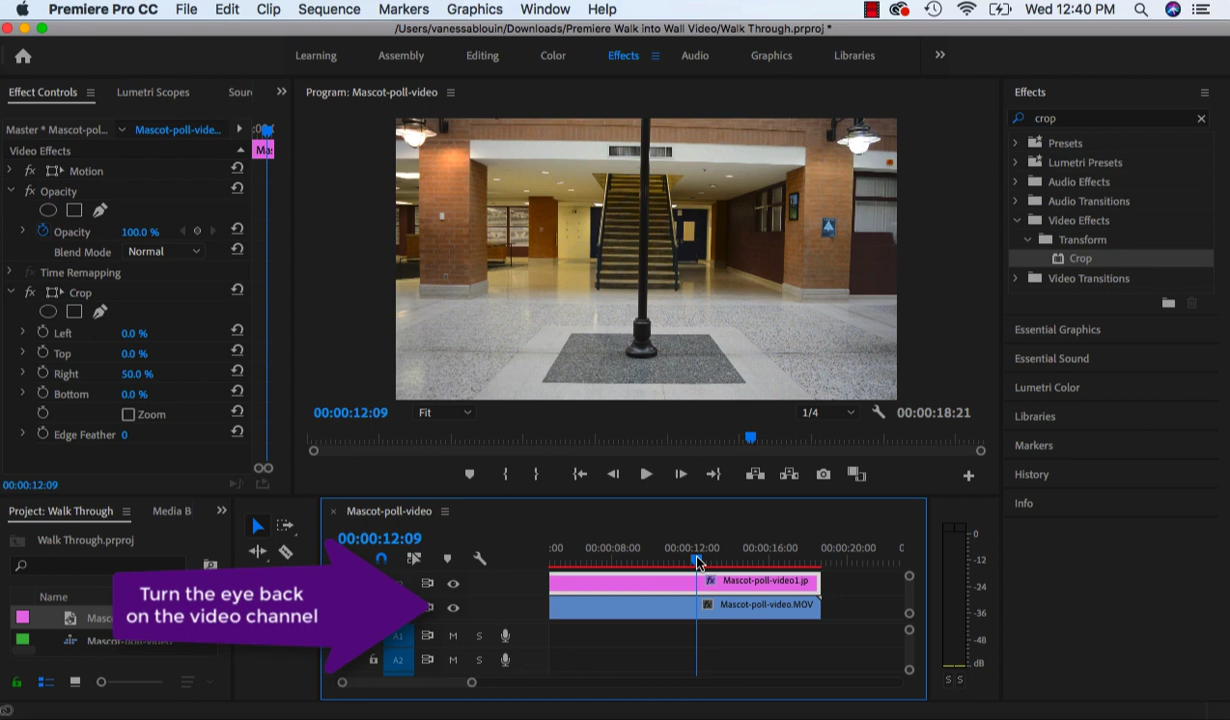 Premiere Pro CC File Edit Clip Sequence Markers Graphics Window Help Wed 12:40 PM
/Users/vanessablouin/Downloads/Premiere Walk into Wall Video/Walk Through.prproj *
Learning Assembly Editing Color Effects Audio Graphics Libraries
Effect Controls Lumetri Scopes Sour
Program: Mascot-poll-video
Effects
crop
Master * Mascot-pol... Mascot-poll-vide...
Video Effects
Motion
Opacity
Opacity 100.0 %
Blend Mode Normal
Time Remapping
Crop
Left 0.0 %
Top 0.0 %
Right 50.0 %
Bottom 0.0 %
Zoom
Edge Feather 0
00:00:12:09
00:00:12:09 Fit 1/4 00:00:18:21
Presets
Lumetri Presets
Audio Effects
Audio Transitions
Video Effects
Transform
Crop
Video Transitions
Essential Graphics
Essential Sound
Lumetri Color
Libraries
Markers
History
Info
Project: Walk Through Media B
Walk Through.prproj
Name
Turn the eye back
on the video channel
Mascot-poll-video
00:00:12:09
:00 00:00:08:00 00:00:12:00 00:00:16:00 00:00:20:00
Mascot-poll-video1.jp
Mascot-poll-video.MOV
A1 M S
A2 M S
0
-12
-24
-36
-48
dB
S S